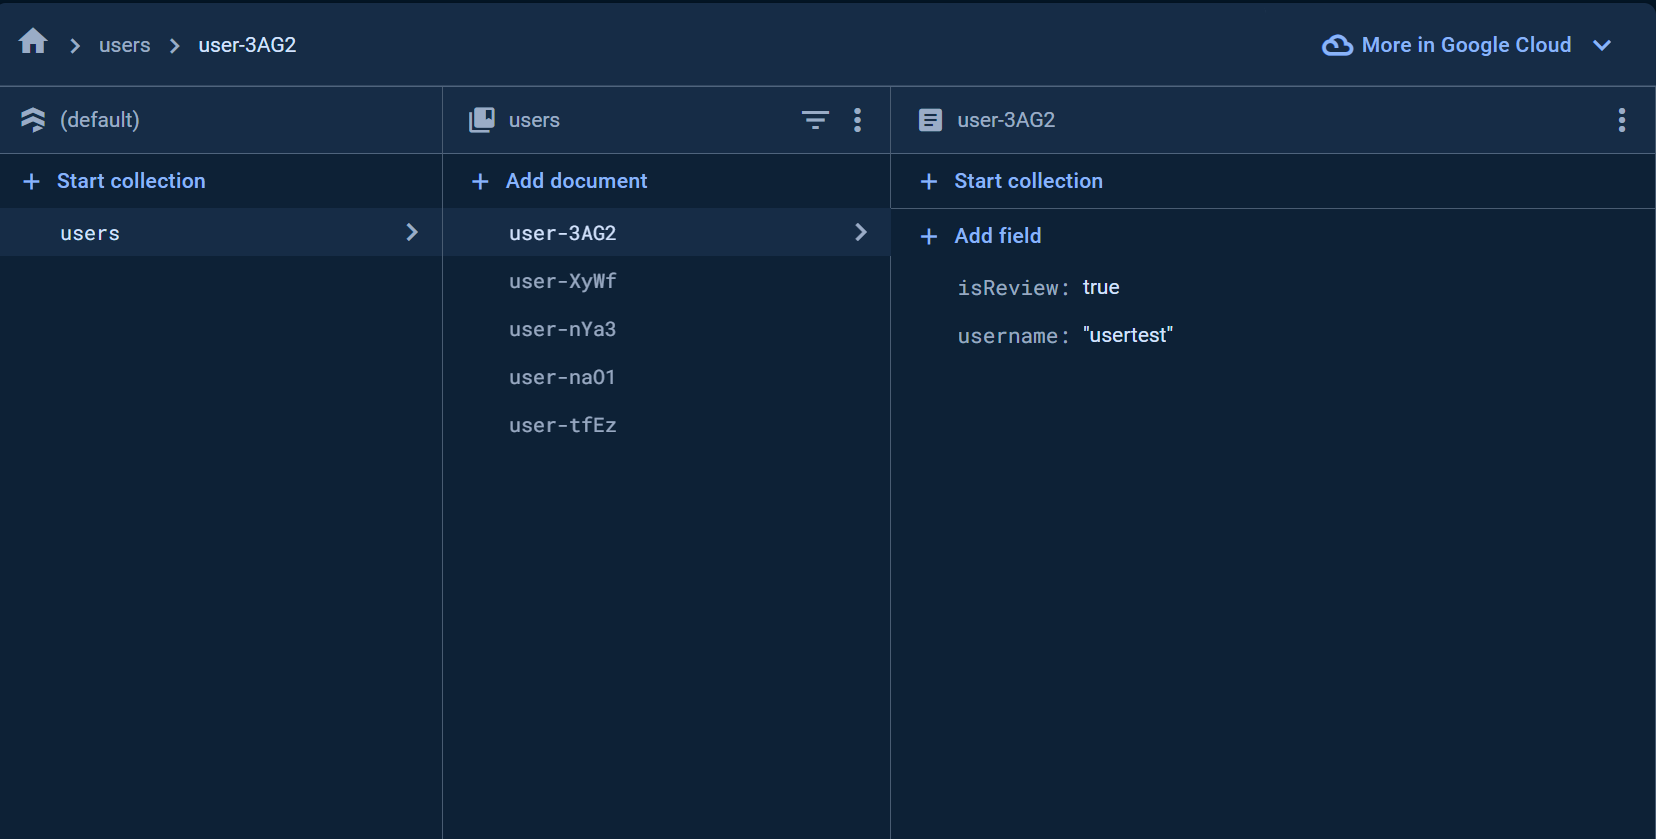 users
user-3AG2
More in Google Cloud
(default)
users
user-3AG2
+ Start collection
+ Add document
+ Start collection
users
user-3AG2
+ Add field
user-XyWf
isReview: true
user-nYa3
username: "usertest"
user-na01
user-tfEz